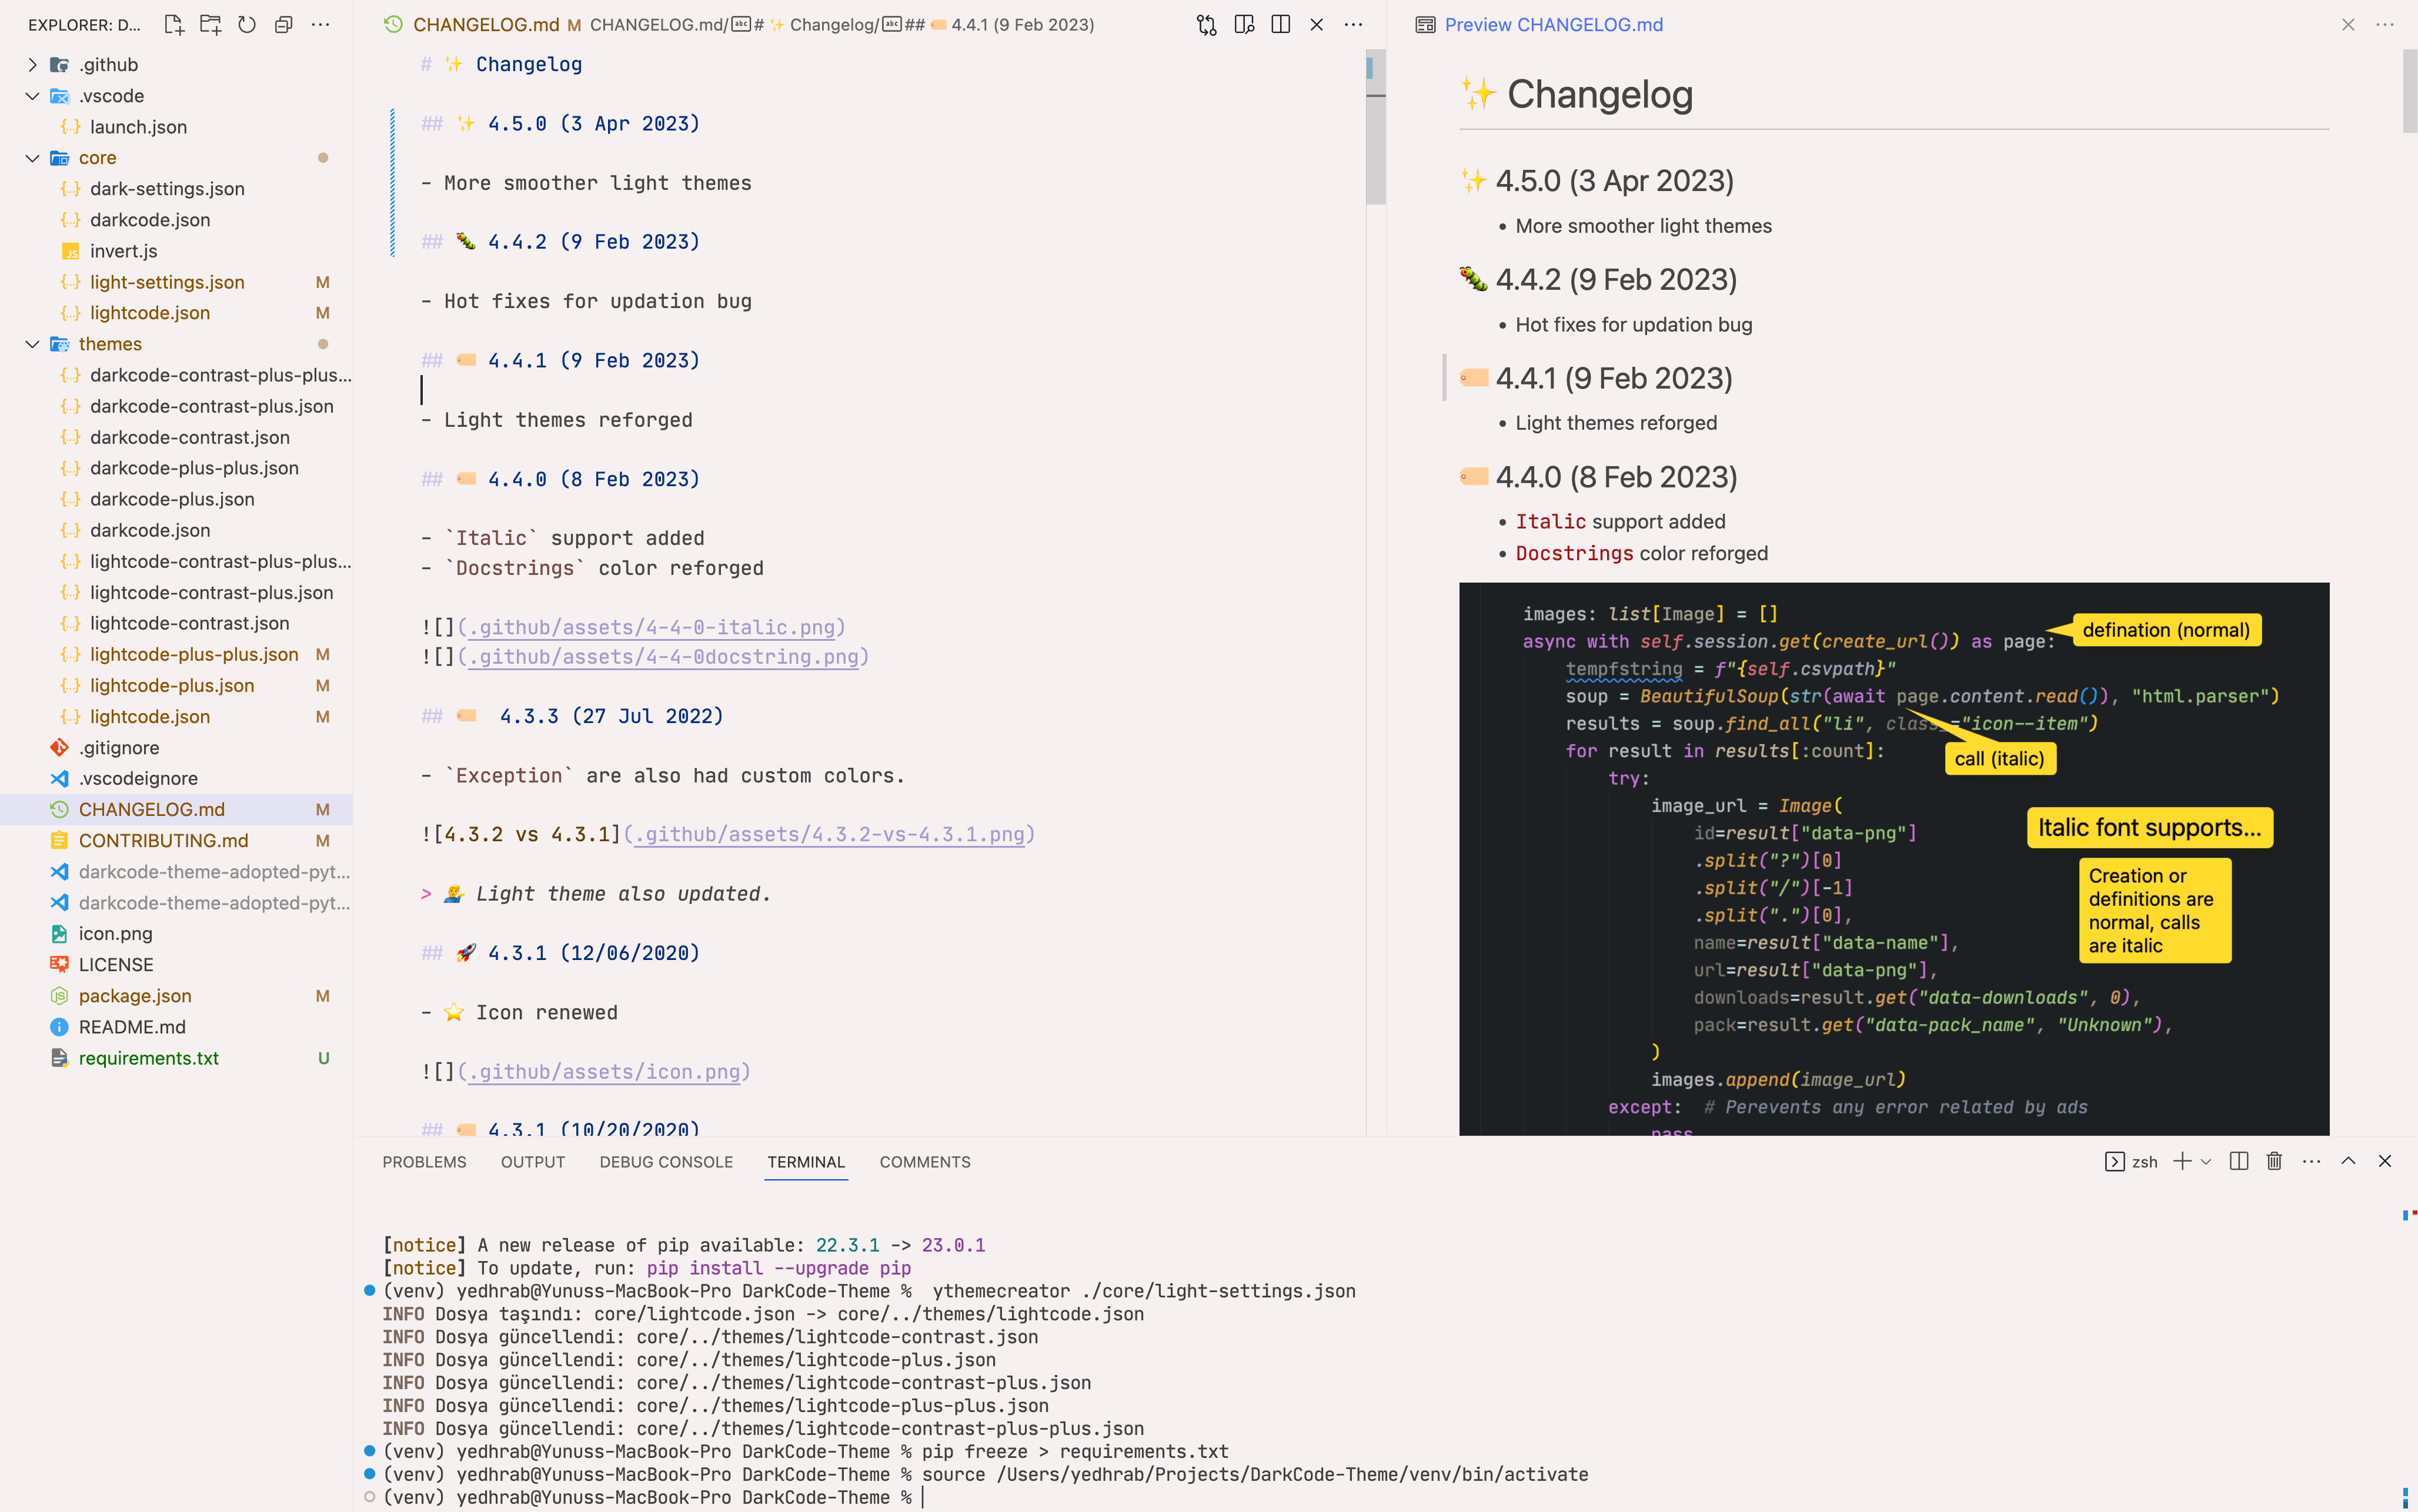 EXPLORER: D...
.github
.vscode
launch.json
core
dark-settings.json
darkcode.json
invert.js
light-settings.json M
lightcode.json M
themes
darkcode-contrast-plus-plus...
darkcode-contrast-plus.json
darkcode-contrast.json
darkcode-plus-plus.json
darkcode-plus.json
darkcode.json
lightcode-contrast-plus-plus...
lightcode-contrast-plus.json
lightcode-contrast.json
lightcode-plus-plus.json M
lightcode-plus.json M
lightcode.json M
.gitignore
.vscodeignore
CHANGELOG.md M
CONTRIBUTING.md M
darkcode-theme-adopted-pyt...
darkcode-theme-adopted-pyt...
icon.png
LICENSE
package.json M
README.md
requirements.txt U
CHANGELOG.md M CHANGELOG.md/ abc # ✨ Changelog/ abc ## 🏷️ 4.4.1 (9 Feb 2023)
# ✨ Changelog
## ✨ 4.5.0 (3 Apr 2023)
- More smoother light themes
## 🐛 4.4.2 (9 Feb 2023)
- Hot fixes for updation bug
## 🏷️ 4.4.1 (9 Feb 2023)
- Light themes reforged
## 🏷️ 4.4.0 (8 Feb 2023)
- `Italic` support added
- `Docstrings` color reforged
![](.github/assets/4-4-0-italic.png)
![](.github/assets/4-4-0docstring.png)
## 🏷️ 4.3.3 (27 Jul 2022)
- `Exception` are also had custom colors.
![4.3.2 vs 4.3.1](.github/assets/4.3.2-vs-4.3.1.png)
> 💁‍♂️ Light theme also updated.
## 🚀 4.3.1 (12/06/2020)
- ⭐ Icon renewed
![](.github/assets/icon.png)
## 🏷️ 4.3.1 (10/20/2020)
Preview CHANGELOG.md
✨ Changelog
✨ 4.5.0 (3 Apr 2023)
• More smoother light themes
🐛 4.4.2 (9 Feb 2023)
• Hot fixes for updation bug
🏷️ 4.4.1 (9 Feb 2023)
• Light themes reforged
🏷️ 4.4.0 (8 Feb 2023)
• Italic support added
• Docstrings color reforged
images: list[Image] = []
async with self.session.get(create_url()) as page:
tempfstring = f"{self.csvpath}"
soup = BeautifulSoup(str(await page.content.read()), "html.parser")
results = soup.find_all("li", class_="icon--item")
for result in results[:count]:
try:
image_url = Image(
id=result["data-png"]
.split("?")[0]
.split("/")[-1]
.split(".")[0],
name=result["data-name"],
url=result["data-png"],
downloads=result.get("data-downloads", 0),
pack=result.get("data-pack_name", "Unknown"),
)
images.append(image_url)
except: # Perevents any error related by ads
pass
defination (normal)
call (italic)
Italic font supports...
Creation or
definitions are
normal, calls
are italic
PROBLEMS OUTPUT DEBUG CONSOLE TERMINAL COMMENTS
zsh
[notice] A new release of pip available: 22.3.1 -> 23.0.1
[notice] To update, run: pip install --upgrade pip
(venv) yedhrab@Yunuss-MacBook-Pro DarkCode-Theme %  ythemecreator ./core/light-settings.json
INFO Dosya taşındı: core/lightcode.json -> core/../themes/lightcode.json
INFO Dosya güncellendi: core/../themes/lightcode-contrast.json
INFO Dosya güncellendi: core/../themes/lightcode-plus.json
INFO Dosya güncellendi: core/../themes/lightcode-contrast-plus.json
INFO Dosya güncellendi: core/../themes/lightcode-plus-plus.json
INFO Dosya güncellendi: core/../themes/lightcode-contrast-plus-plus.json
(venv) yedhrab@Yunuss-MacBook-Pro DarkCode-Theme % pip freeze > requirements.txt
(venv) yedhrab@Yunuss-MacBook-Pro DarkCode-Theme % source /Users/yedhrab/Projects/DarkCode-Theme/venv/bin/activate
(venv) yedhrab@Yunuss-MacBook-Pro DarkCode-Theme %